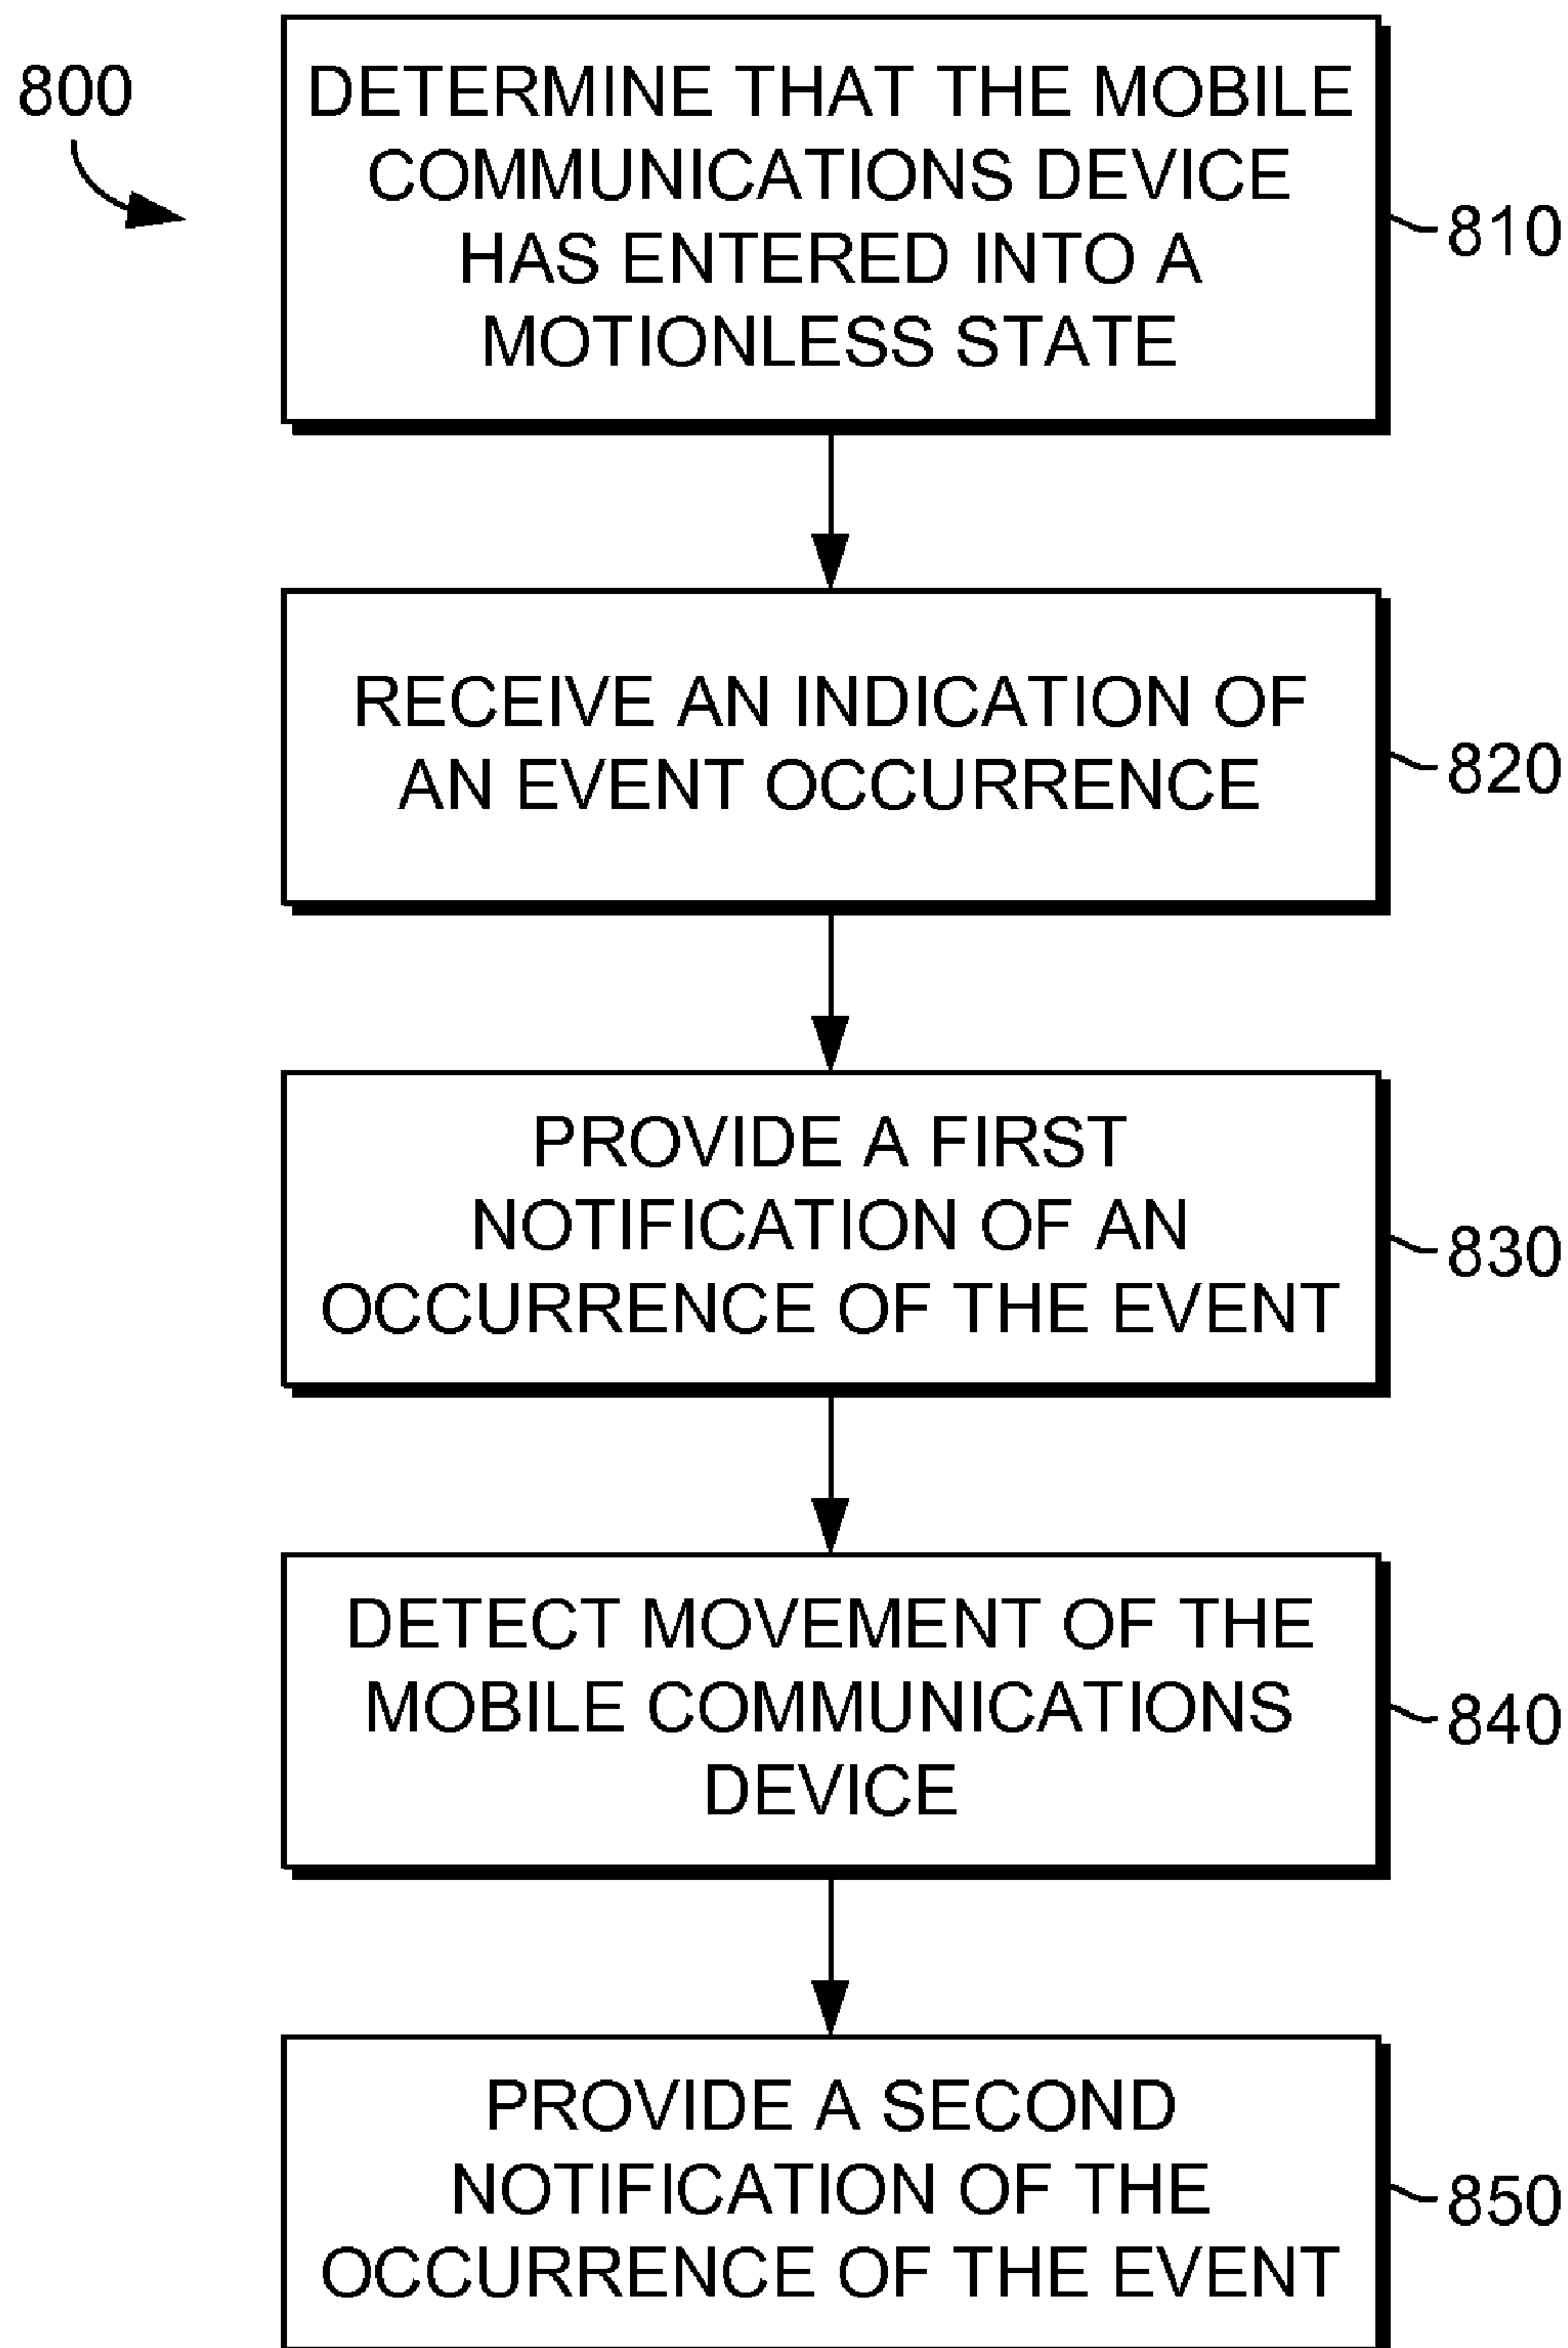 800
DETERMINE THAT THE MOBILE
COMMUNICATIONS DEVICE
HAS ENTERED INTO A
MOTIONLESS STATE
810
RECEIVE AN INDICATION OF
AN EVENT OCCURRENCE
820
PROVIDE A FIRST
NOTIFICATION OF AN
OCCURRENCE OF THE EVENT
830
DETECT MOVEMENT OF THE
MOBILE COMMUNICATIONS
DEVICE
840
PROVIDE A SECOND
NOTIFICATION OF THE
OCCURRENCE OF THE EVENT
850